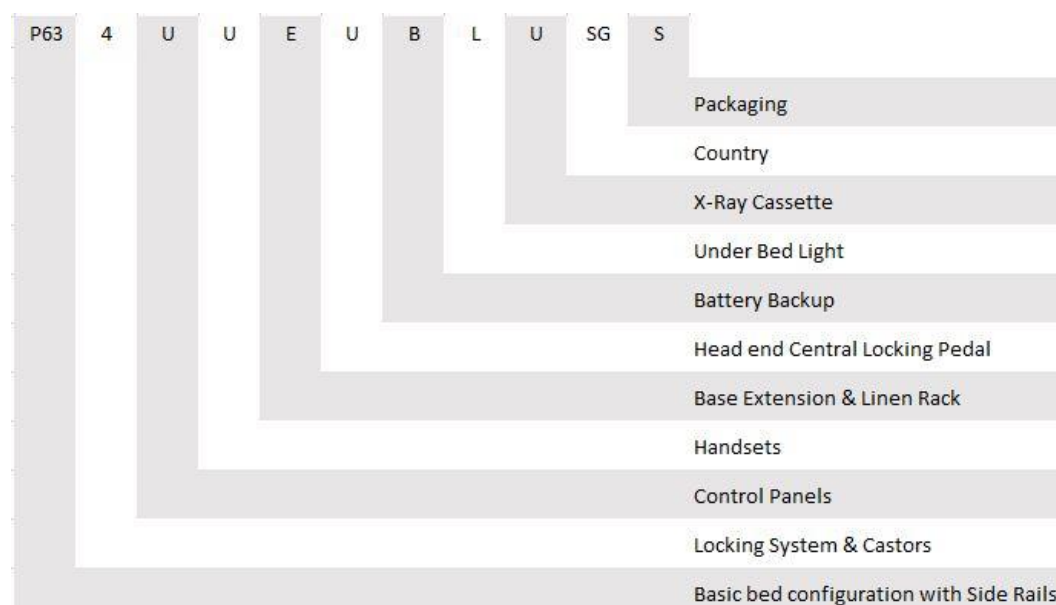 P63 4 U U E U B L U SG S
Packaging
Country
X-Ray Cassette
Under Bed Light
Battery Backup
Head end Central Locking Pedal
Base Extension & Linen Rack
Handsets
Control Panels
Locking System & Castors
Basic bed configuration with Side Rails